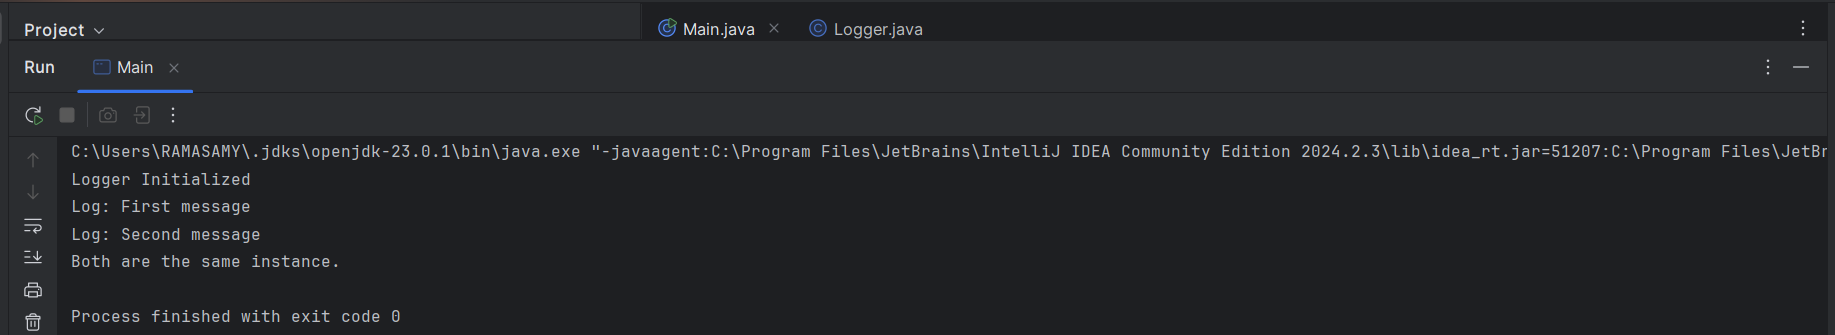 Project
Main.java
Logger.java
Run
Main
C:\Users\RAMASAMY\.jdks\openjdk-23.0.1\bin\java.exe "-javaagent:C:\Program Files\JetBrains\IntelliJ IDEA Community Edition 2024.2.3\lib\idea_rt.jar=51207:C:\Program Files\JetBr
Logger Initialized
Log: First message
Log: Second message
Both are the same instance.
Process finished with exit code 0